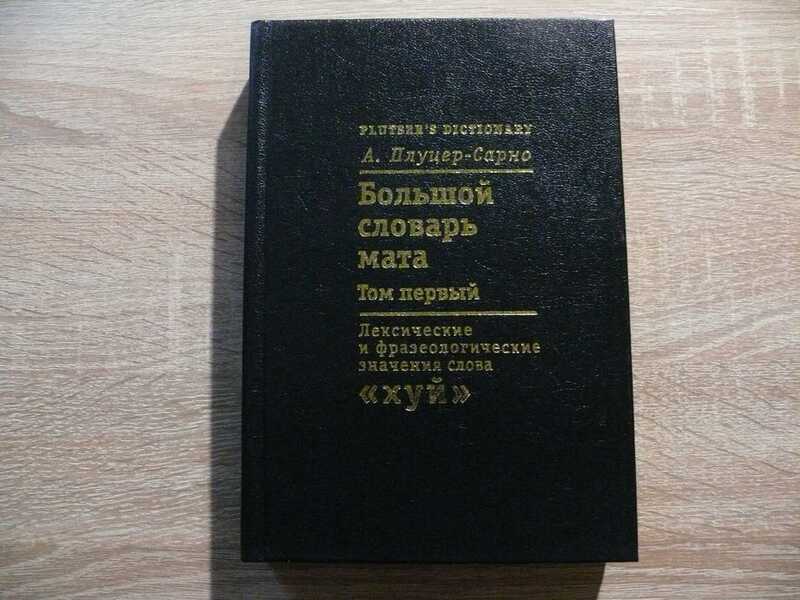 PLUTSER'S DICTIONARY
А. Плуцер-Сарно
Большой
словарь
мата
Том первый
Лексические
и фразеологические
значения слова
«хуй»